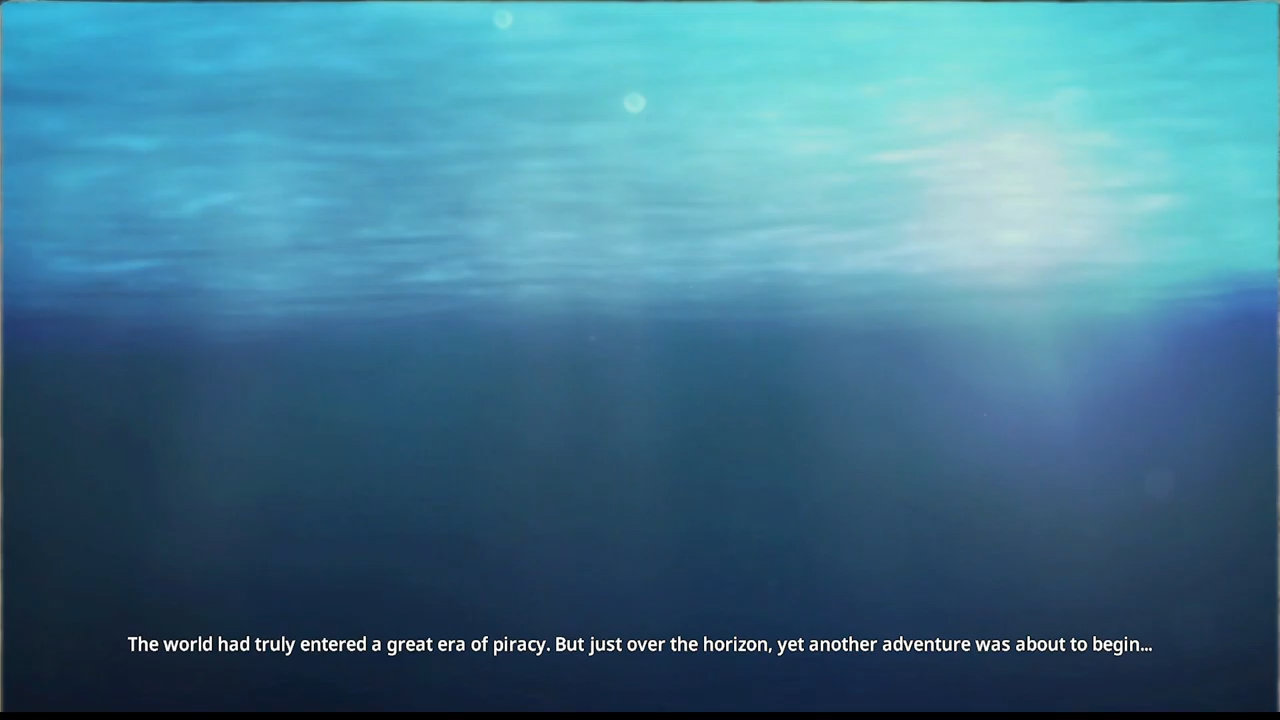 The world had truly entered a great era of piracy. But just over the horizon, yet another adventure was about to begin...